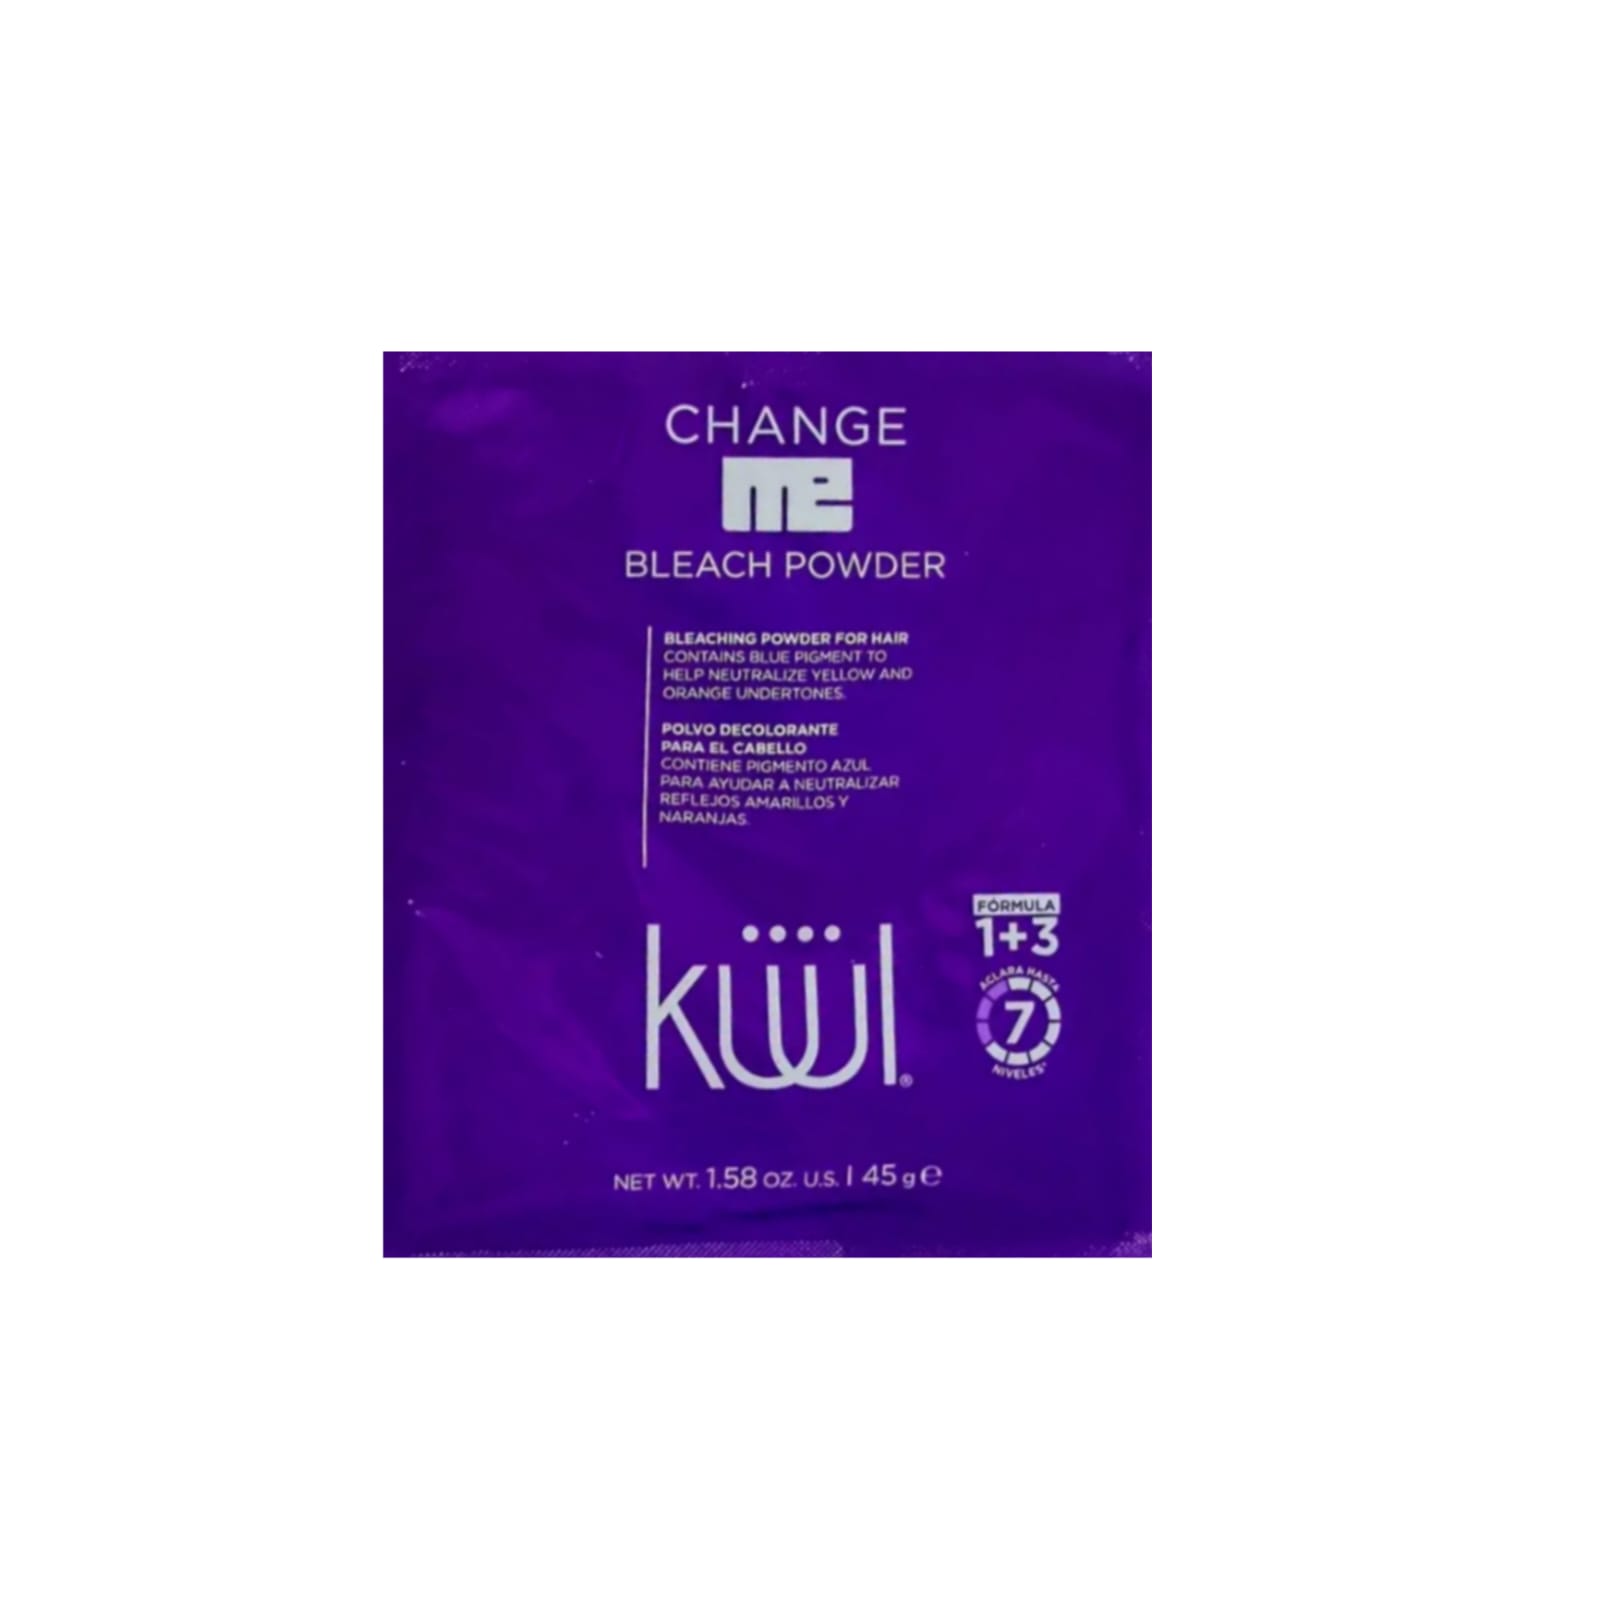 CHANGE
me
BLEACH POWDER
BLEACHING POWDER FOR HAIR
CONTAINS BLUE PIGMENT TO
HELP NEUTRALIZE YELLOW AND
ORANGE UNDERTONES.
POLVO DECOLORANTE
PARA EL CABELLO
CONTIENE PIGMENTO AZUL
PARA AYUDAR A NEUTRALIZAR
REFLEJOS AMARILLOS Y
NARANJAS.
FÓRMULA
1+3
ACLARA HASTA
7
NIVELES*
küül®
NET WT. 1.58 OZ. U.S. | 45 g ℮